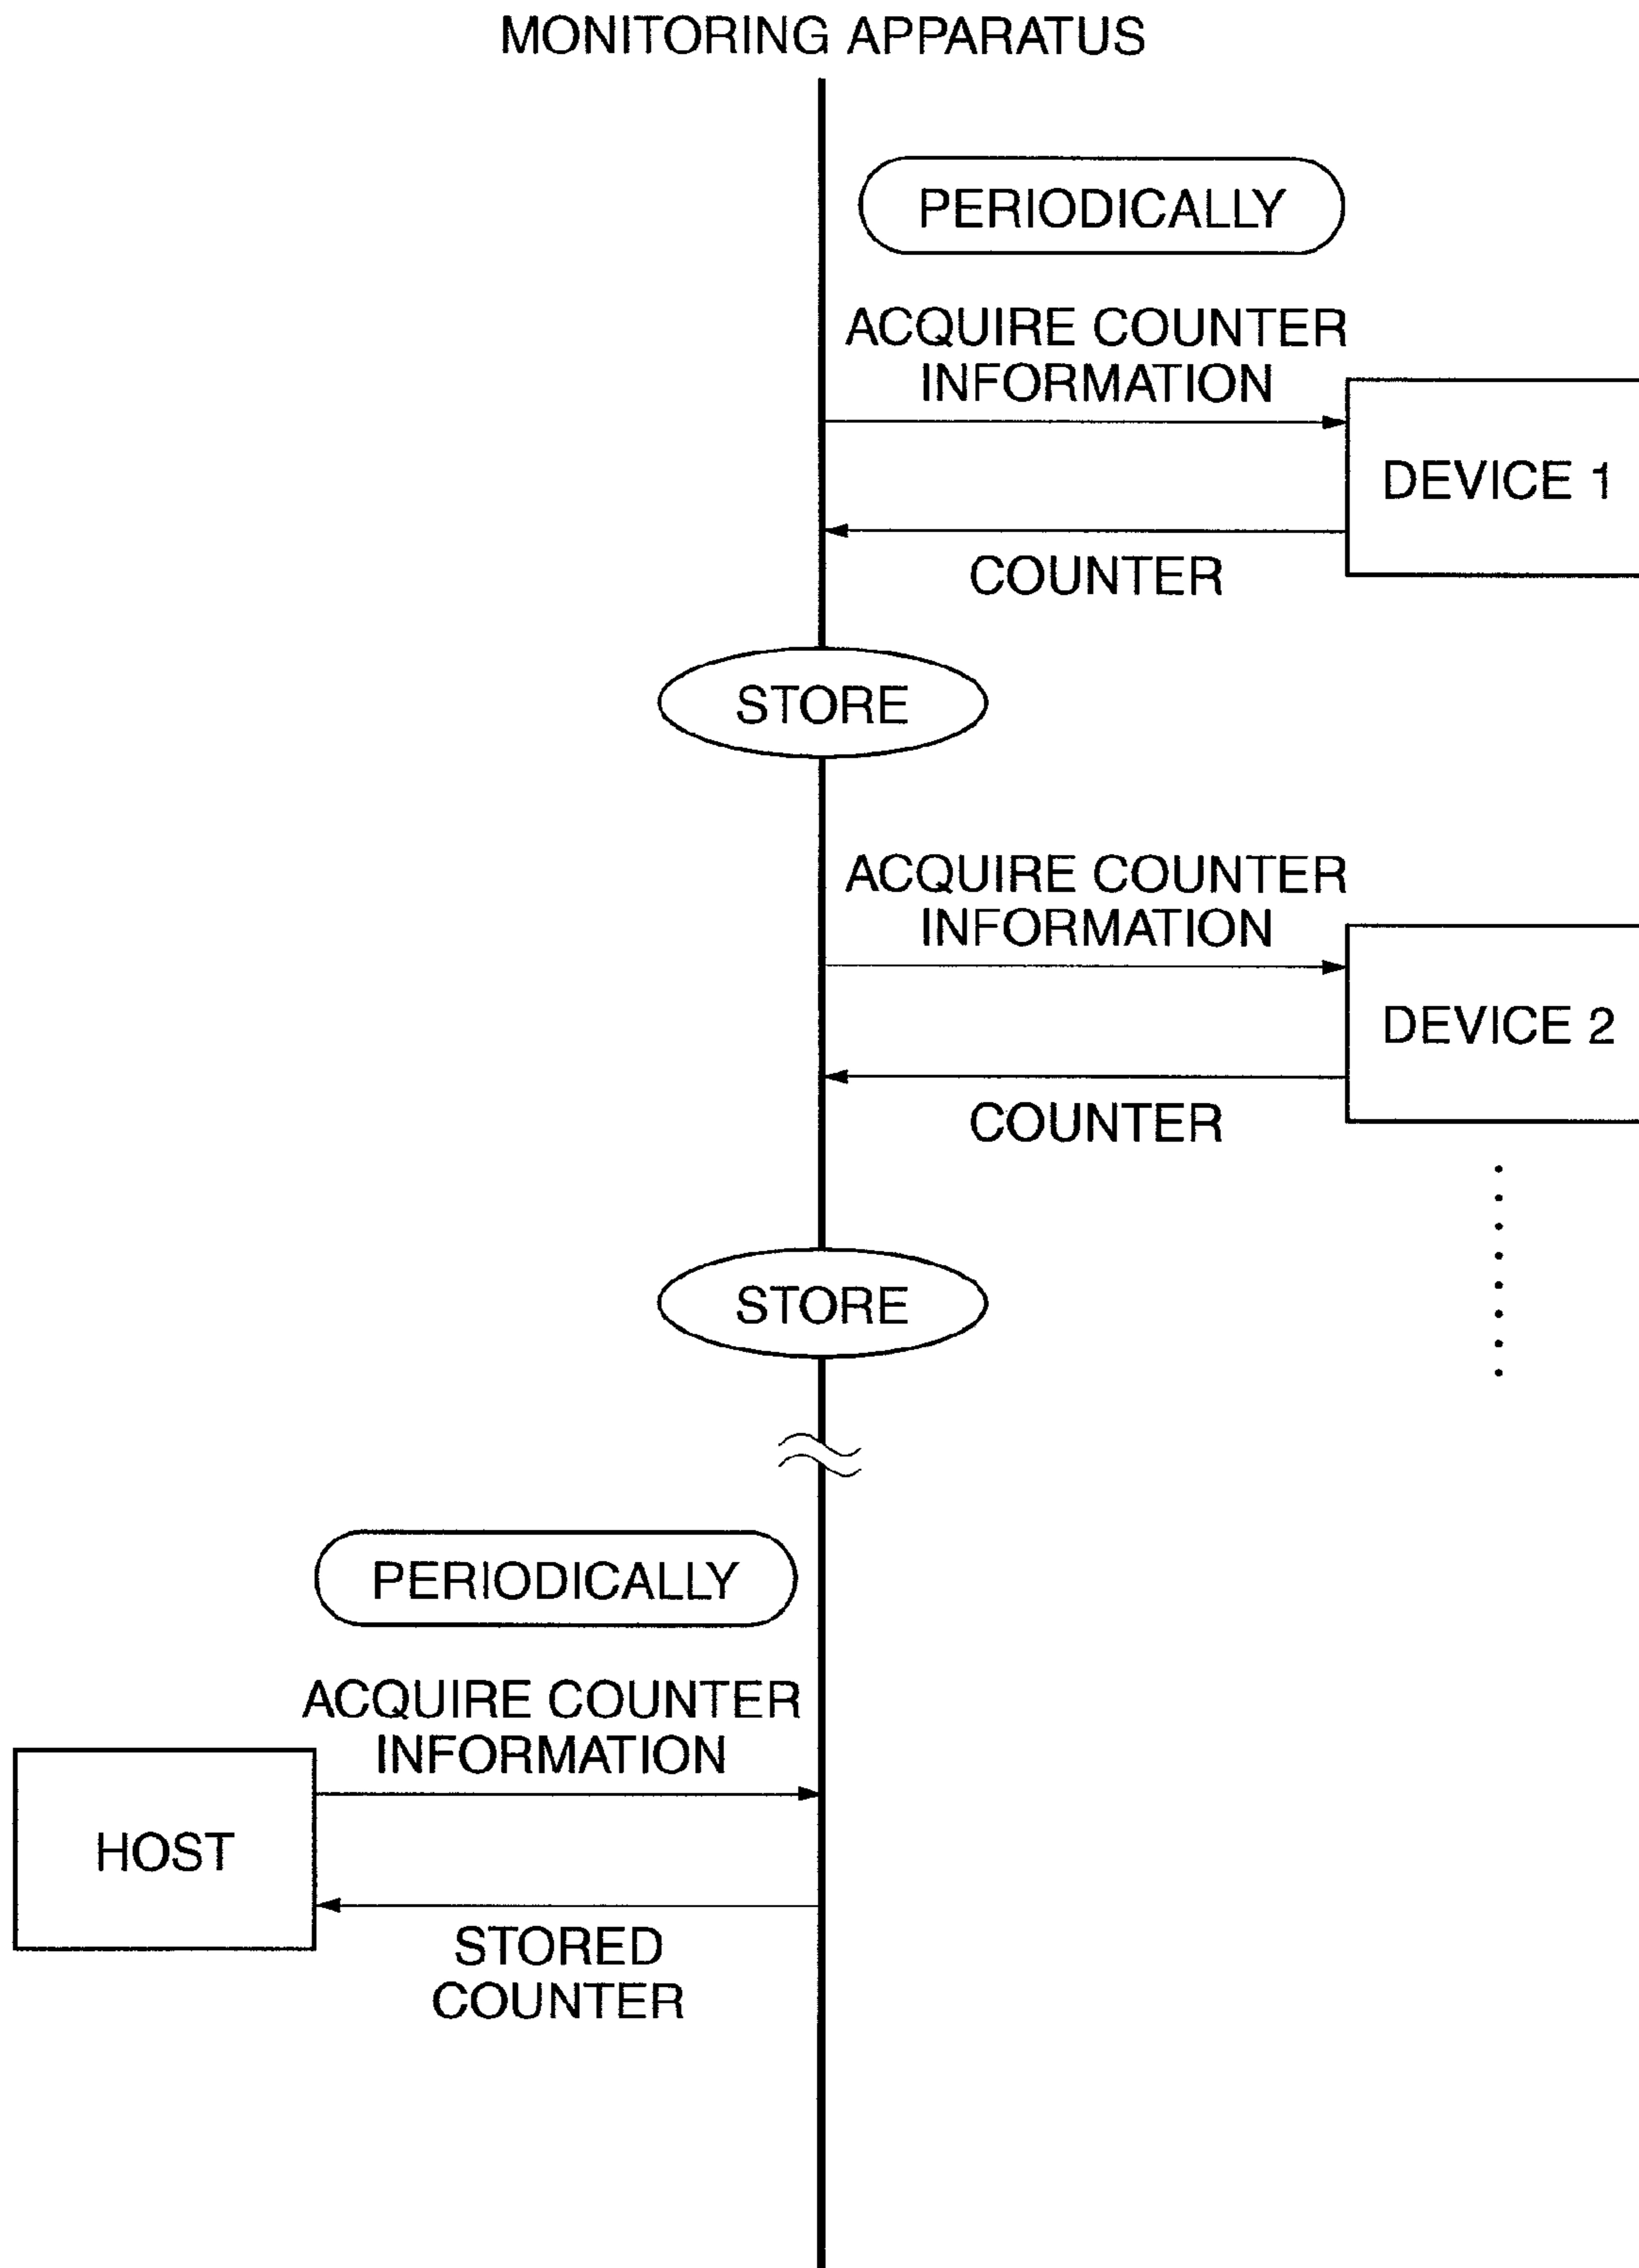 MONITORING APPARATUS
PERIODICALLY
ACQUIRE COUNTER
INFORMATION
DEVICE 1
COUNTER
STORE
ACQUIRE COUNTER
INFORMATION
DEVICE 2
COUNTER
STORE
PERIODICALLY
ACQUIRE COUNTER
INFORMATION
HOST
STORED
COUNTER